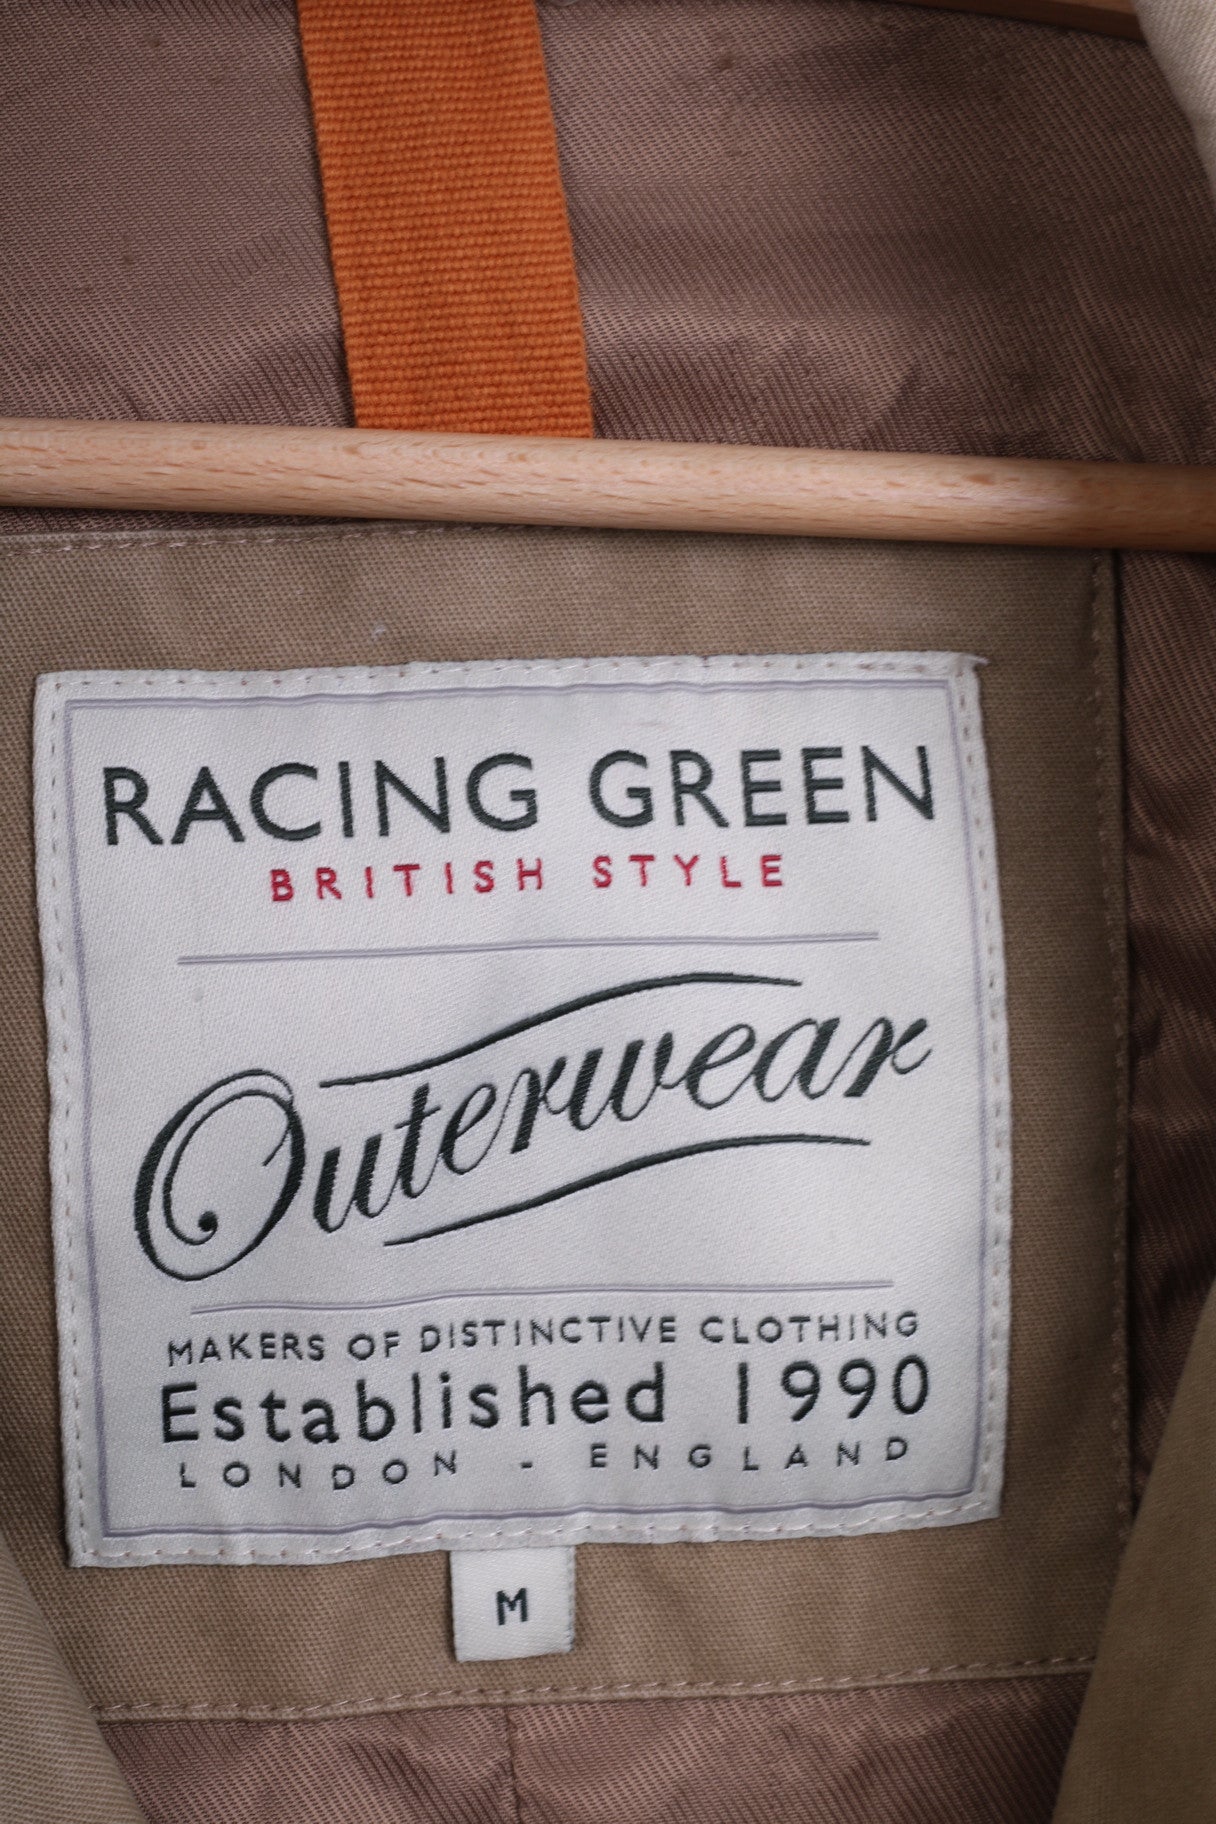 RACING GREEN
BRITISH STYLE
Outerwear
MAKERS OF DISTINCTIVE CLOTHING
Established 1990
LONDON - ENGLAND
M